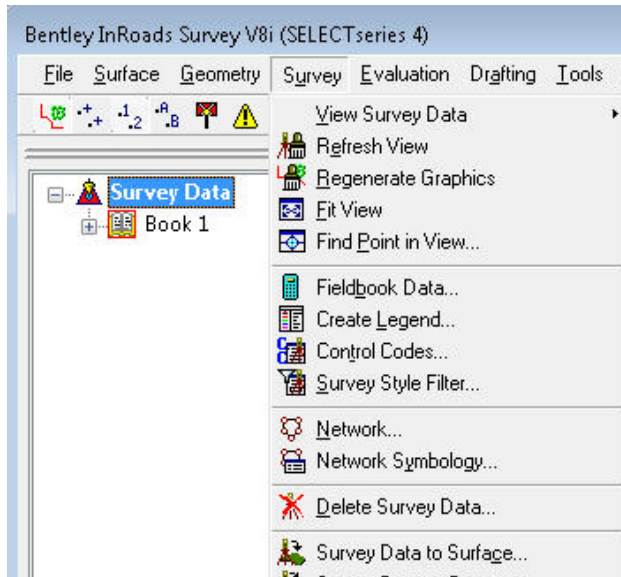 Bentley InRoads Survey V8i (SELECTseries 4)
File Surface Geometry Survey Evaluation Drafting Tools
View Survey Data
Refresh View
Regenerate Graphics
Survey Data
Fit View
Book 1
Find Point in View...
Fieldbook Data...
Create Legend...
Control Codes...
Survey Style Filter...
Network...
Network Symbology...
Delete Survey Data...
Survey Data to Surface...